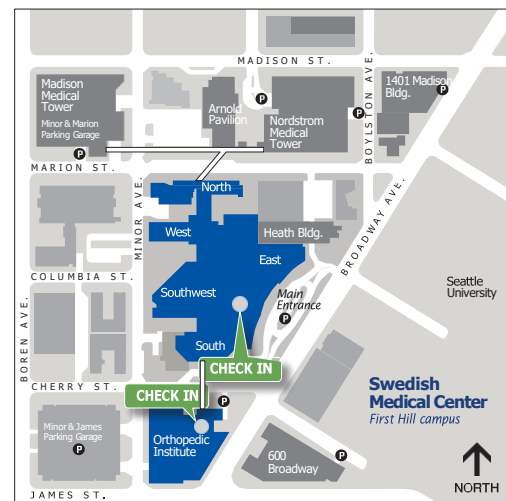 MADISON ST.
BOYLSTON AVE.
1401 Madison
Bldg.
P
Madison
Medical
Tower
Minor & Marion
Parking Garage
P
Arnold
Pavilion
P
Nordstrom
Medical
Tower
P
MARION ST.
MINOR AVE.
North
West
Heath Bldg.
East
BROADWAY AVE.
COLUMBIA ST.
Southwest
Main
Entrance
P
Seattle
University
BOREN AVE.
South
CHECK IN
CHERRY ST.
CHECK IN
P
Swedish
Medical Center
First Hill campus
Minor & James
Parking Garage
P
Orthopedic
Institute
600
Broadway
P
NORTH
JAMES ST.